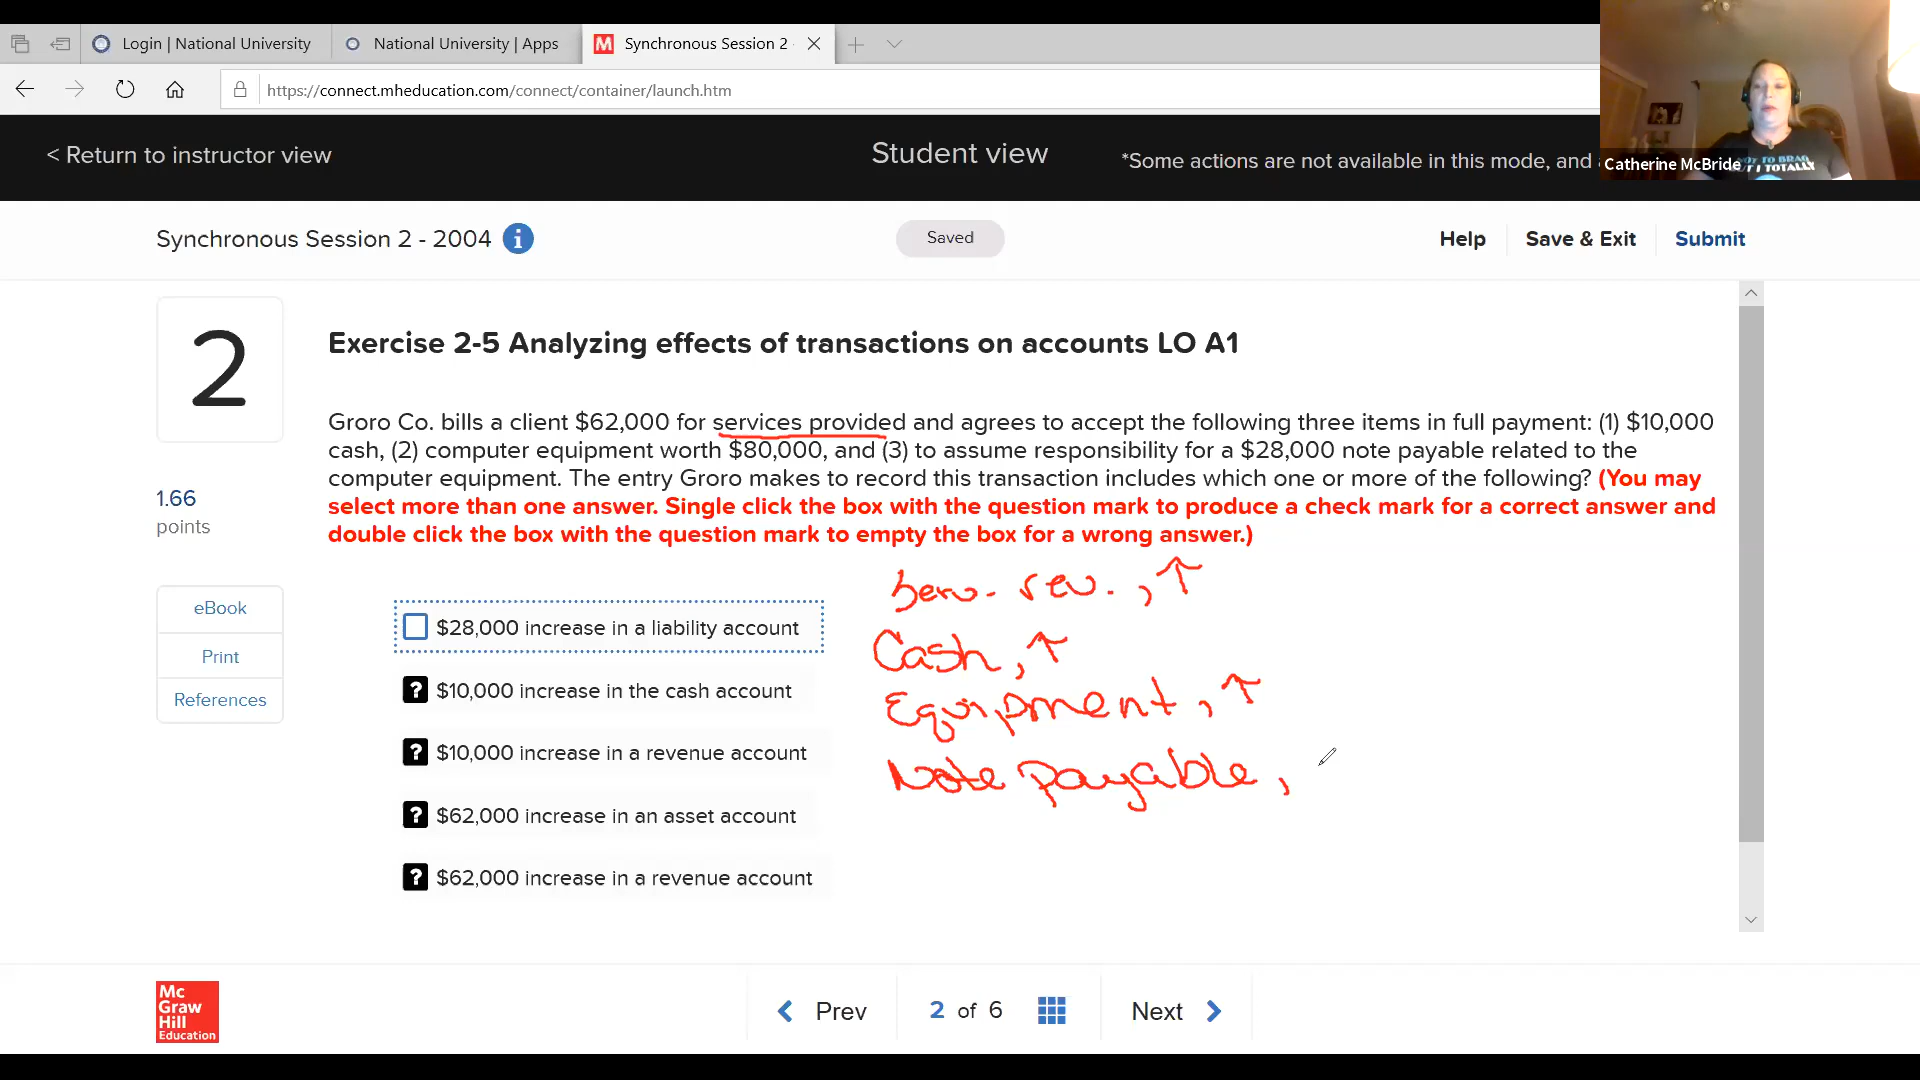 Login | National University
National University | Apps
Synchronous Session 2
https://connect.mheducation.com/connect/container/launch.htm
< Return to instructor view
Student view
*Some actions are not available in this mode, and
Catherine McBride
NOT TO BRAG
BUT I TOTALLY
Synchronous Session 2 - 2004
i
Saved
Help
Save & Exit
Submit
2
Exercise 2-5 Analyzing effects of transactions on accounts LO A1
Groro Co. bills a client $62,000 for services provided and agrees to accept the following three items in full payment: (1) $10,000
cash, (2) computer equipment worth $80,000, and (3) to assume responsibility for a $28,000 note payable related to the
computer equipment. The entry Groro makes to record this transaction includes which one or more of the following? (You may
select more than one answer. Single click the box with the question mark to produce a check mark for a correct answer and
double click the box with the question mark to empty the box for a wrong answer.)
1.66
points
eBook
Print
References
$28,000 increase in a liability account
? $10,000 increase in the cash account
? $10,000 increase in a revenue account
? $62,000 increase in an asset account
? $62,000 increase in a revenue account
Serv. rev. , ↑
Cash, ↑
Equipment, ↑
Note payable,
Mc
Graw
Hill
Education
Prev
2 of 6
Next